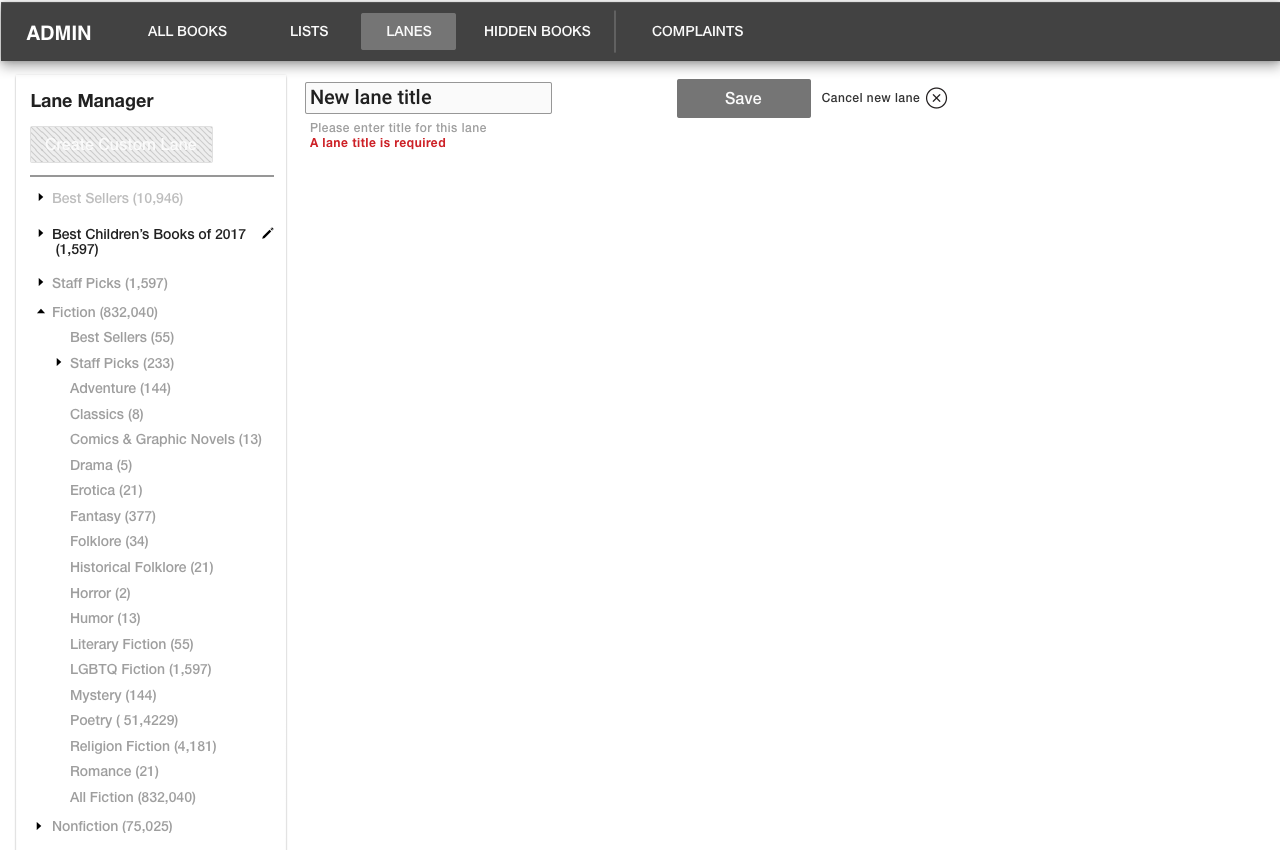 ADMIN ALL BOOKS LISTS LANES HIDDEN BOOKS COMPLAINTS
Lane Manager
Create Custom Lane
Best Sellers (10,946)
Best Children’s Books of 2017
(1,597)
Staff Picks (1,597)
Fiction (832,040)
Best Sellers (55)
Staff Picks (233)
Adventure (144)
Classics (8)
Comics & Graphic Novels (13)
Drama (5)
Erotica (21)
Fantasy (377)
Folklore (34)
Historical Folklore (21)
Horror (2)
Humor (13)
Literary Fiction (55)
LGBTQ Fiction (1,597)
Mystery (144)
Poetry ( 51,4229)
Religion Fiction (4,181)
Romance (21)
All Fiction (832,040)
Nonfiction (75,025)
New lane title
Please enter title for this lane
A lane title is required
Save
Cancel new lane